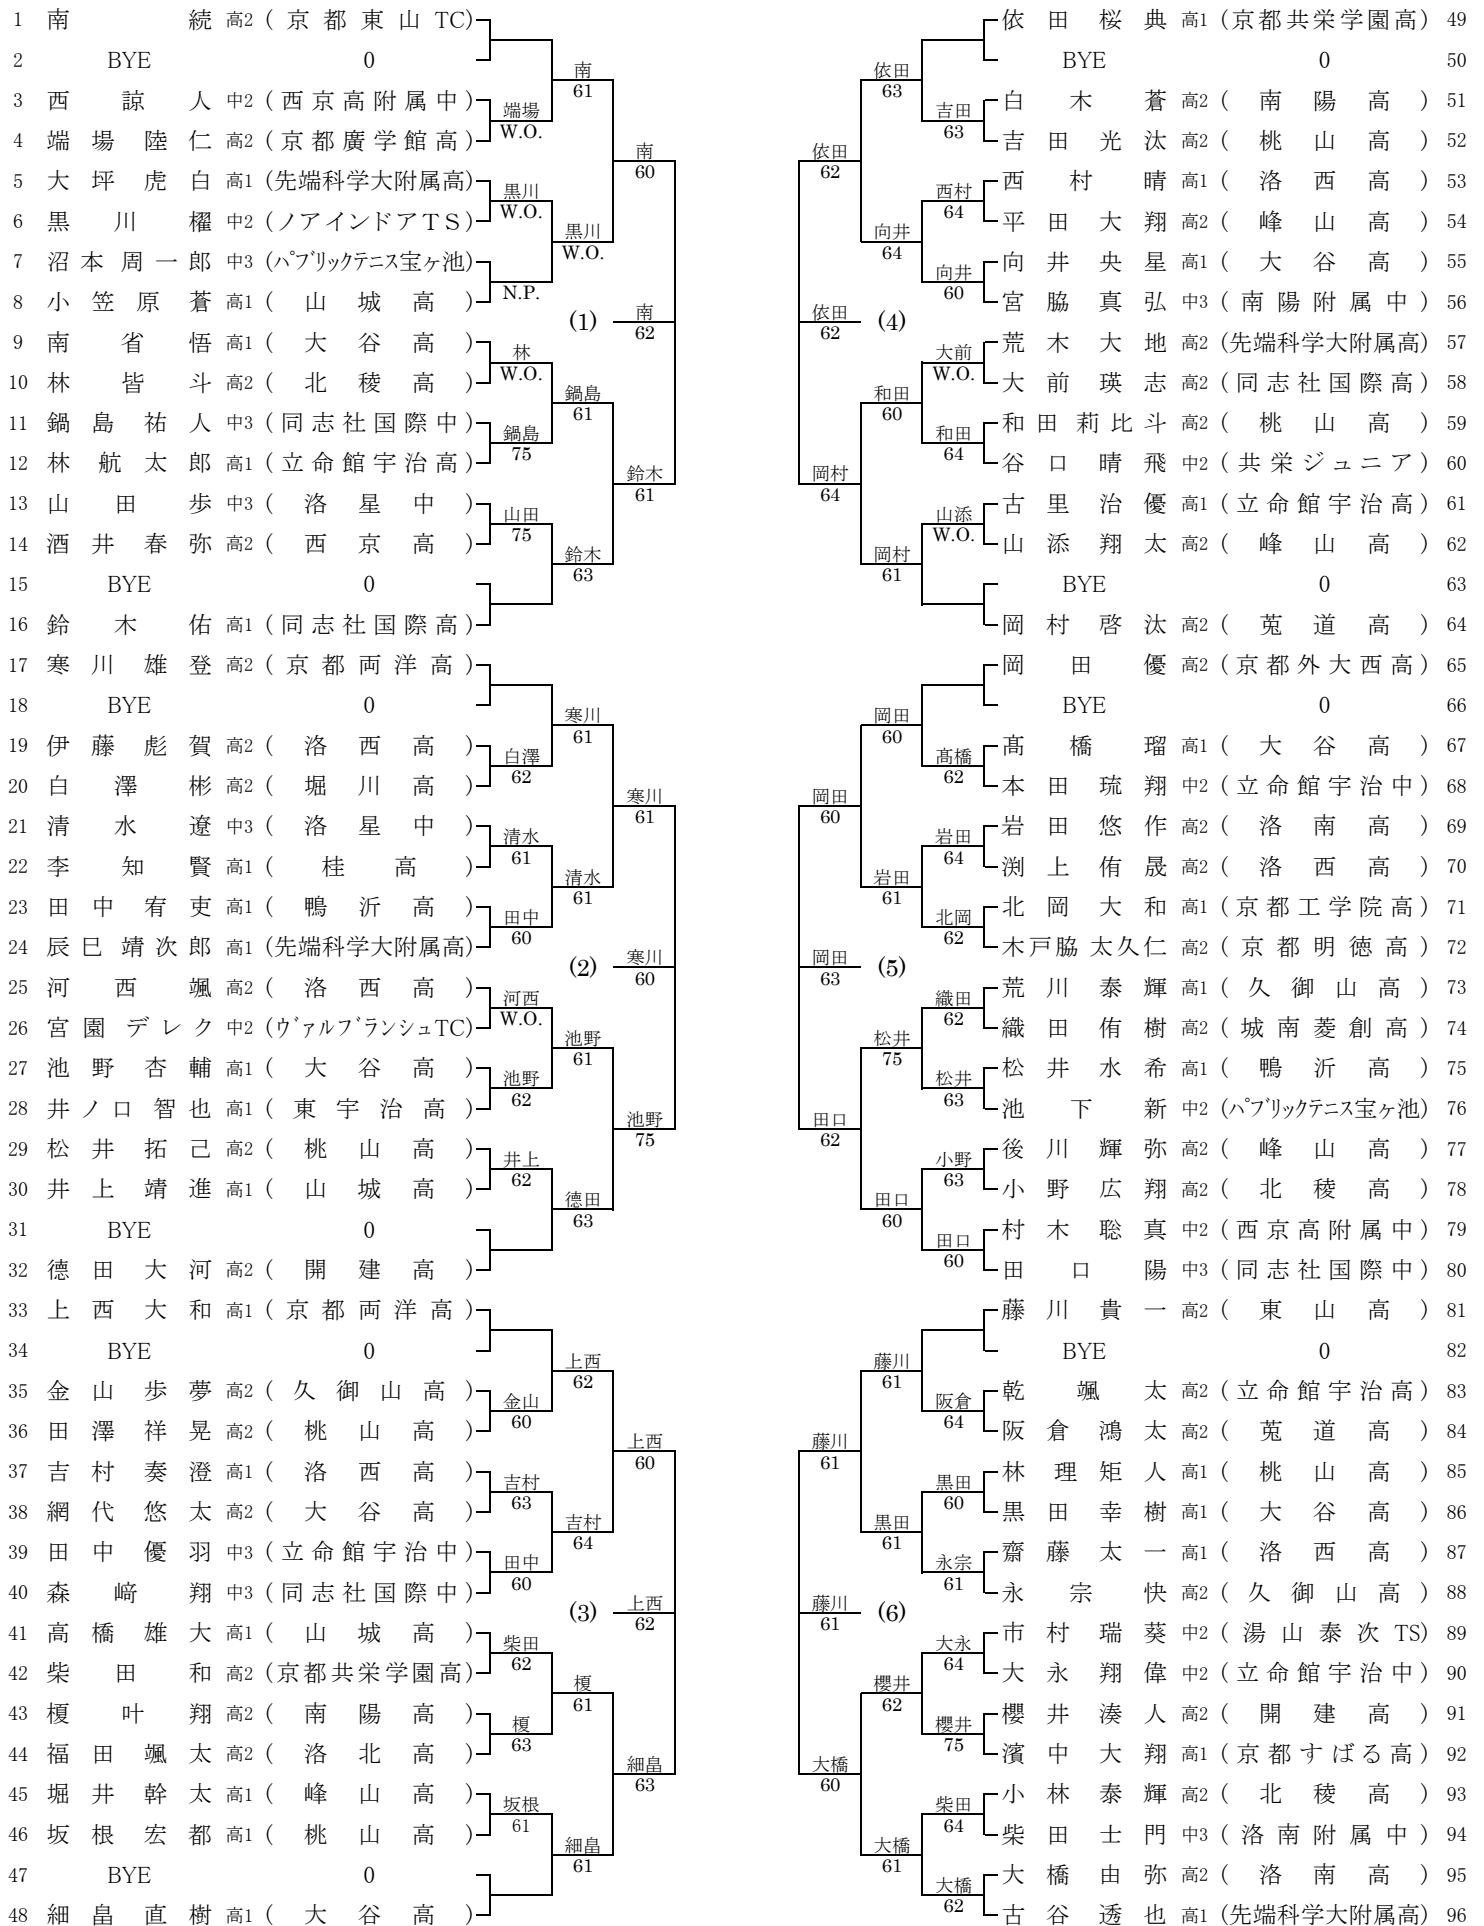 1 南 続 高2 ( 京 都 東 山 TC)
2 BYE 0
3 西 諒 人 中2 ( 西 京 高 附 属 中 )
4 端 場 陸 仁 高2 ( 京 都 廣 学 館 高 )
5 大 坪 虎 白 高1 (先端科学大附属高)
6 黒 川 櫂 中2 (ノアインドアTS)
7 沼 本 周 一 郎 中3 (パブリックテニス宝ヶ池)
8 小 笠 原 蒼 高1 ( 山 城 高 )
9 南 省 悟 高1 ( 大 谷 高 )
10 林 皆 斗 高2 ( 北 稜 高 )
11 鍋 島 祐 人 中3 ( 同 志 社 国 際 中 )
12 林 航 太 郎 高1 ( 立 命 館 宇 治 高 )
13 山 田 歩 中3 ( 洛 星 中 )
14 酒 井 春 弥 高2 ( 西 京 高 )
15 BYE 0
16 鈴 木 佑 高1 ( 同 志 社 国 際 高 )
17 寒 川 雄 登 高2 ( 京 都 両 洋 高 )
18 BYE 0
19 伊 藤 彪 賀 高2 ( 洛 西 高 )
20 白 澤 彬 高2 ( 堀 川 高 )
21 清 水 遼 中3 ( 洛 星 中 )
22 李 知 賢 高1 ( 桂 高 )
23 田 中 宥 吏 高1 ( 鴨 沂 高 )
24 辰 巳 靖 次 郎 高1 (先端科学大附属高)
25 河 西 颯 高2 ( 洛 西 高 )
26 宮 園 デ レ ク 中2 (ヴァルブランシュTC)
27 池 野 杏 輔 高1 ( 大 谷 高 )
28 井 ノ 口 智 也 高1 ( 東 宇 治 高 )
29 松 井 拓 己 高2 ( 桃 山 高 )
30 井 上 靖 進 高1 ( 山 城 高 )
31 BYE 0
32 德 田 大 河 高2 ( 開 建 高 )
33 上 西 大 和 高1 ( 京 都 両 洋 高 )
34 BYE 0
35 金 山 歩 夢 高2 ( 久 御 山 高 )
36 田 澤 祥 晃 高2 ( 桃 山 高 )
37 吉 村 奏 澄 高1 ( 洛 西 高 )
38 網 代 悠 太 高2 ( 大 谷 高 )
39 田 中 優 羽 中3 ( 立 命 館 宇 治 中 )
40 森 﨑 翔 中3 ( 同 志 社 国 際 中 )
41 高 橋 雄 大 高1 ( 山 城 高 )
42 柴 田 和 高2 (京都共栄学園高)
43 榎 叶 翔 高2 ( 南 陽 高 )
44 福 田 颯 太 高2 ( 洛 北 高 )
45 堀 井 幹 太 高1 ( 峰 山 高 )
46 坂 根 宏 都 高1 ( 桃 山 高 )
47 BYE 0
48 細 畠 直 樹 高1 ( 大 谷 高 )
端場
W.O.
黒川
W.O.
N.P.
林
W.O.
鍋島
75
山田
75
白澤
62
清水
61
田中
60
河西
W.O.
池野
62
井上
62
金山
60
吉村
63
田中
60
柴田
62
榎
63
坂根
61
南
61
黒川
W.O.
鍋島
61
鈴木
63
寒川
61
清水
61
池野
61
德田
63
上西
62
吉村
64
榎
61
細畠
61
南
60
鈴木
61
寒川
61
池野
75
上西
60
細畠
63
(1) 南
62
(2) 寒川
60
(3) 上西
62
依田 (4)
62
岡田 (5)
63
藤川 (6)
61
依田
62
岡村
64
岡田
60
田口
62
藤川
61
大橋
60
依田
63
向井
64
和田
60
岡村
61
岡田
60
岩田
61
松井
75
田口
60
藤川
61
黒田
61
櫻井
62
大橋
61
吉田
63
西村
64
向井
60
大前
W.O.
和田
64
山添
W.O.
髙橋
62
岩田
64
北岡
62
織田
62
松井
63
小野
63
田口
60
阪倉
64
黒田
60
永宗
61
大永
64
櫻井
75
柴田
64
大橋
62
依 田 桜 典 高1 (京都共栄学園高) 49
BYE 0 50
白 木 蒼 高2 ( 南 陽 高 ) 51
吉 田 光 汰 高2 ( 桃 山 高 ) 52
西 村 晴 高1 ( 洛 西 高 ) 53
平 田 大 翔 高2 ( 峰 山 高 ) 54
向 井 央 星 高1 ( 大 谷 高 ) 55
宮 脇 真 弘 中3 ( 南 陽 附 属 中 ) 56
荒 木 大 地 高2 (先端科学大附属高) 57
大 前 瑛 志 高2 ( 同 志 社 国 際 高 ) 58
和 田 莉 比 斗 高2 ( 桃 山 高 ) 59
谷 口 晴 飛 中2 ( 共 栄 ジ ュ ニ ア ) 60
古 里 治 優 高1 ( 立 命 館 宇 治 高 ) 61
山 添 翔 太 高2 ( 峰 山 高 ) 62
BYE 0 63
岡 村 啓 汰 高2 ( 莵 道 高 ) 64
岡 田 優 高2 ( 京 都 外 大 西 高 ) 65
BYE 0 66
髙 橋 瑠 高1 ( 大 谷 高 ) 67
本 田 琉 翔 中2 ( 立 命 館 宇 治 中 ) 68
岩 田 悠 作 高2 ( 洛 南 高 ) 69
渕 上 侑 晟 高2 ( 洛 西 高 ) 70
北 岡 大 和 高1 ( 京 都 工 学 院 高 ) 71
木 戸 脇 太 久 仁 高2 ( 京 都 明 徳 高 ) 72
荒 川 泰 輝 高1 ( 久 御 山 高 ) 73
織 田 侑 樹 高2 ( 城 南 菱 創 高 ) 74
松 井 水 希 高1 ( 鴨 沂 高 ) 75
池 下 新 中2 (パブリックテニス宝ヶ池) 76
後 川 輝 弥 高2 ( 峰 山 高 ) 77
小 野 広 翔 高2 ( 北 稜 高 ) 78
村 木 聡 真 中2 ( 西 京 高 附 属 中 ) 79
田 口 陽 中3 ( 同 志 社 国 際 中 ) 80
藤 川 貴 一 高2 ( 東 山 高 ) 81
BYE 0 82
乾 颯 太 高2 ( 立 命 館 宇 治 高 ) 83
阪 倉 鴻 太 高2 ( 莵 道 高 ) 84
林 理 矩 人 高1 ( 桃 山 高 ) 85
黒 田 幸 樹 高1 ( 大 谷 高 ) 86
齋 藤 太 一 高1 ( 洛 西 高 ) 87
永 宗 快 高2 ( 久 御 山 高 ) 88
市 村 瑞 葵 中2 ( 湯 山 泰 次 TS) 89
大 永 翔 偉 中2 ( 立 命 館 宇 治 中 ) 90
櫻 井 湊 人 高2 ( 開 建 高 ) 91
濱 中 大 翔 高1 ( 京 都 す ば る 高 ) 92
小 林 泰 輝 高2 ( 北 稜 高 ) 93
柴 田 士 門 中3 ( 洛 南 附 属 中 ) 94
大 橋 由 弥 高2 ( 洛 南 高 ) 95
古 谷 透 也 高1 (先端科学大附属高) 96